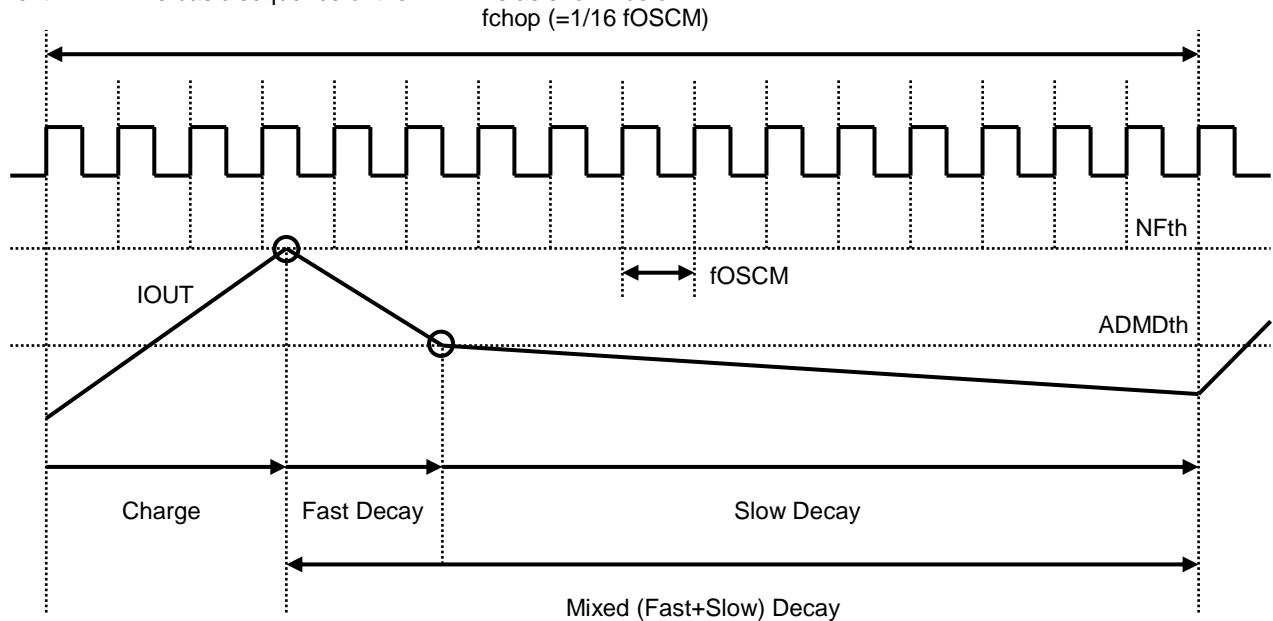 fchop (=1/16 fOSCM)
NFth
fOSCM
IOUT
ADMDth
Charge
Fast Decay
Slow Decay
Mixed (Fast+Slow) Decay